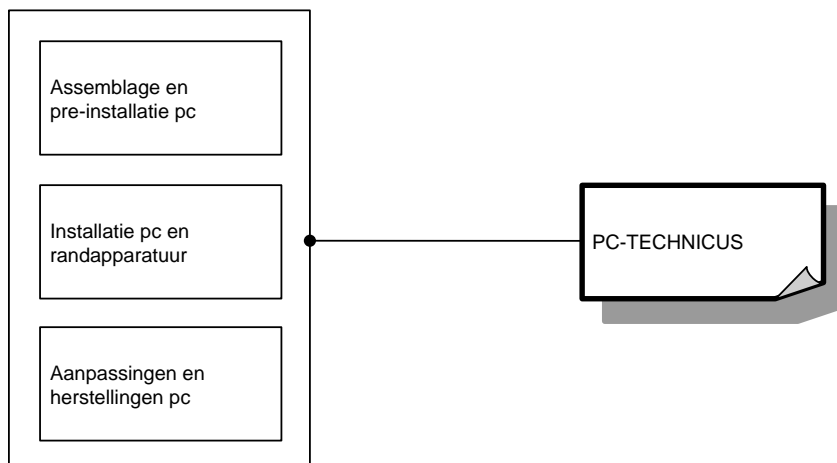 Assemblage en
pre-installatie pc
Installatie pc en
randapparatuur
PC-TECHNICUS
Aanpassingen en
herstellingen pc